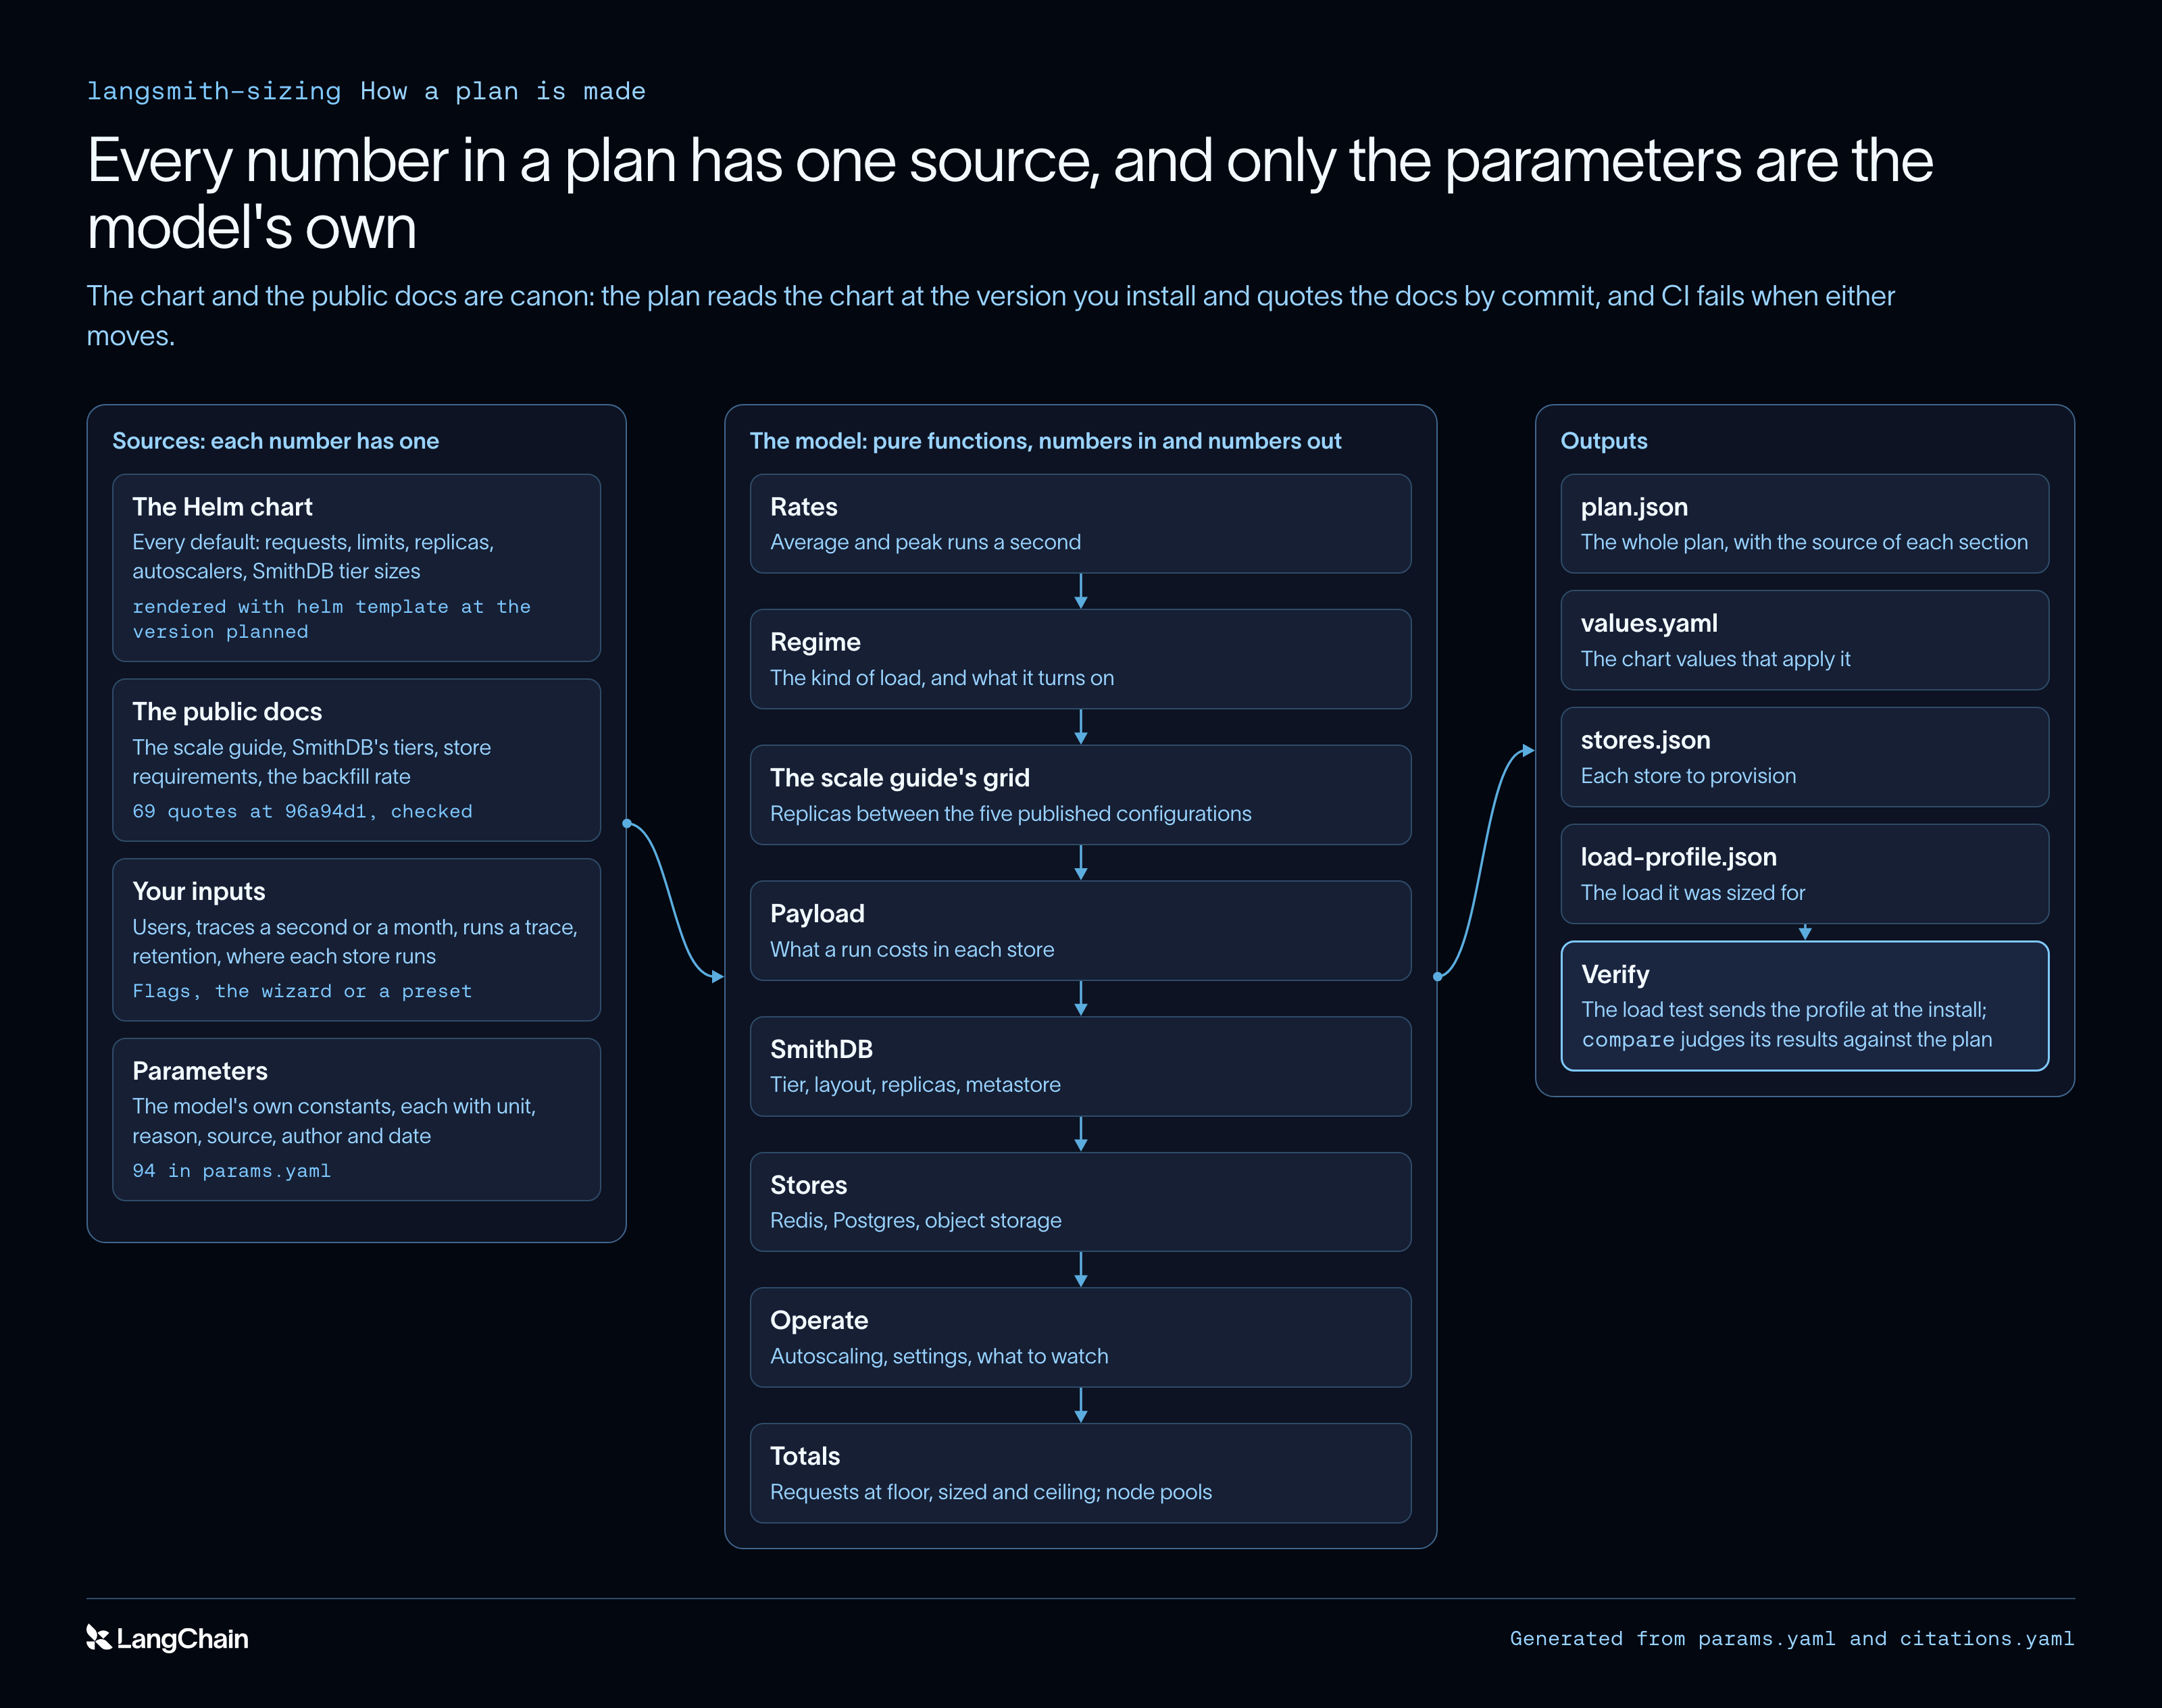 langsmith-sizing How a plan is made
Every number in a plan has one source, and only the parameters are the
model's own
The chart and the public docs are canon: the plan reads the chart at the version you install and quotes the docs by commit, and CI fails when either
moves.
Sources: each number has one
The Helm chart
Every default: requests, limits, replicas,
autoscalers, SmithDB tier sizes
rendered with helm template at the
version planned
The public docs
The scale guide, SmithDB's tiers, store
requirements, the backfill rate
69 quotes at 96a94d1, checked
Your inputs
Users, traces a second or a month, runs a trace,
retention, where each store runs
Flags, the wizard or a preset
Parameters
The model's own constants, each with unit,
reason, source, author and date
94 in params.yaml
The model: pure functions, numbers in and numbers out
Rates
Average and peak runs a second
Regime
The kind of load, and what it turns on
The scale guide's grid
Replicas between the five published configurations
Payload
What a run costs in each store
SmithDB
Tier, layout, replicas, metastore
Stores
Redis, Postgres, object storage
Operate
Autoscaling, settings, what to watch
Totals
Requests at floor, sized and ceiling; node pools
Outputs
plan.json
The whole plan, with the source of each section
values.yaml
The chart values that apply it
stores.json
Each store to provision
load-profile.json
The load it was sized for
Verify
The load test sends the profile at the install;
compare judges its results against the plan
LangChain
Generated from params.yaml and citations.yaml